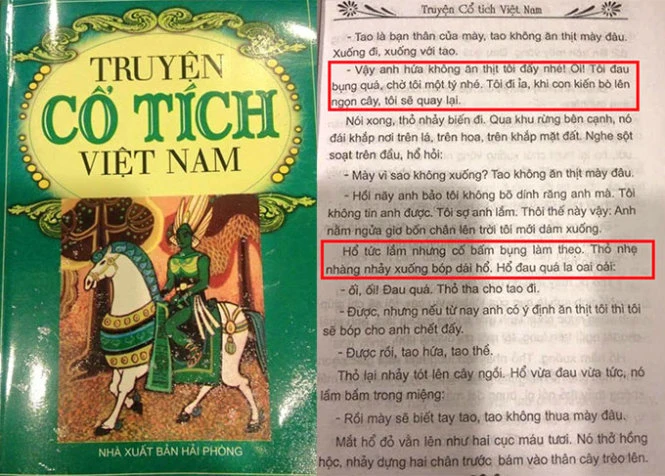 TRUYỆN
CỔ TÍCH
VIỆT NAM
NHÀ XUẤT BẢN HẢI PHÒNG
Truyện Cổ tích Việt Nam
- Tao là bạn thân của mày, tao không ăn thịt mày đâu.
Xuống đi, xuống với tao.
- Vậy anh hứa không ăn thịt tôi đấy nhé! Ối! Tôi đau
bụng quá, chờ tôi một tý nhé. Tôi đi ỉa, khi con kiến bò lên
ngọn cây, tôi sẽ quay lại.
Nói xong, thỏ nhảy biến đi. Qua khu rừng bên cạnh, nó
đái khắp nơi trên lá, trên hoa, trên khắp mặt đất. Nghe sột
soạt trên đầu, hổ hỏi:
- Mày vì sao không xuống? Tao không ăn thịt mày đâu.
- Hồi nãy anh bảo tôi không bõ dính răng anh mà. Tôi
không tin anh được. Tôi sợ anh lắm. Thôi thế này vậy: Anh
nằm ngửa giơ bốn chân lên trời tôi mới dám xuống.
Hổ tức lắm nhưng cố bấm bụng làm theo. Thỏ nhẹ
nhàng nhảy xuống bóp dái hổ. Hổ đau quá la oai oái:
- ối, ối! Đau quá. Thỏ tha cho tao đi.
- Được, nhưng nếu từ nay anh có ý định ăn thịt tôi thì tôi
sẽ bóp cho anh chết đấy.
- Được rồi, tao hứa, tao thề.
Thỏ lại nhảy tót lên cây ngồi. Hổ vừa đau vừa tức, nó
lẩm bẩm trong miệng:
- Rồi mày sẽ biết tay tao, tao không thua mày đâu.
Mắt hổ đỏ vằn lên như hai cục máu tươi. Nó thở hồng
hộc, nhảy dựng hai chân trước bám vào thân cây trèo lên.